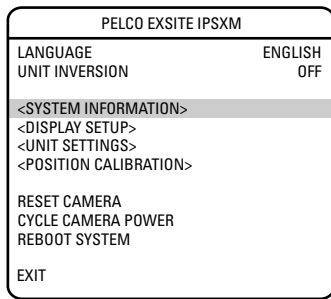 PELCO EXSITE IPSXM
LANGUAGE ENGLISH
UNIT INVERSION OFF
<SYSTEM INFORMATION>
<DISPLAY SETUP>
<UNIT SETTINGS>
<POSITION CALIBRATION>
RESET CAMERA
CYCLE CAMERA POWER
REBOOT SYSTEM
EXIT